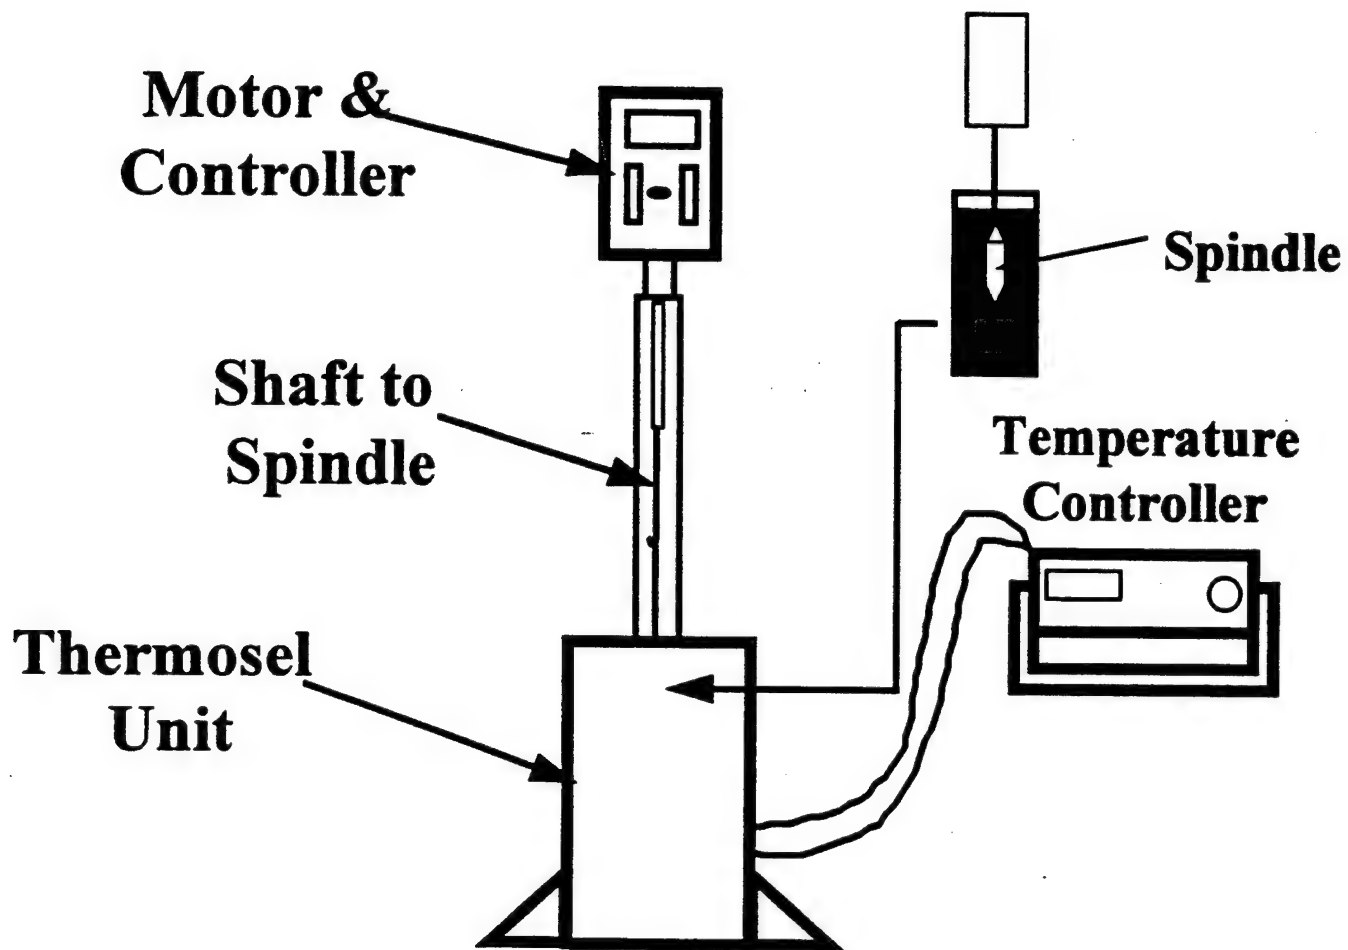 Motor &
Controller
Spindle
Shaft to
Spindle
Temperature
Controller
Thermosel
Unit